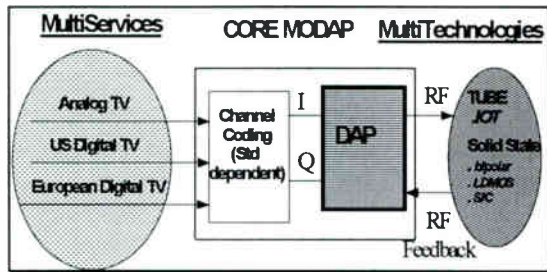 MultiServices
CORE MODAP
MultiTechnologies
Analog TV
US Digital TV
European Digital TV
Channel
Coding
(Std
dependent)
I
Q
DAP
RF
RF
Feedback
TUBE
.IOT
Solid State
. bipolar
. LDMOS
. S/C